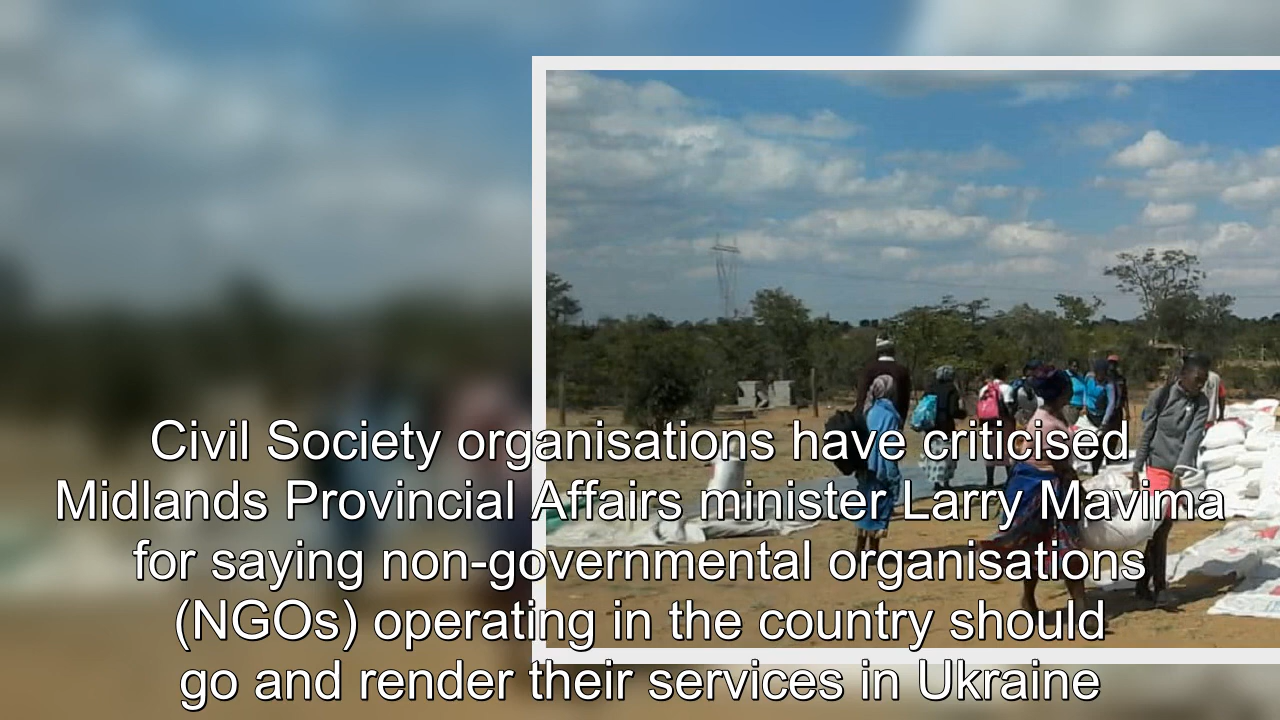 Civil Society organisations have criticised
Midlands Provincial Affairs minister Larry Mavima
for saying non-governmental organisations
(NGOs) operating in the country should
go and render their services in Ukraine